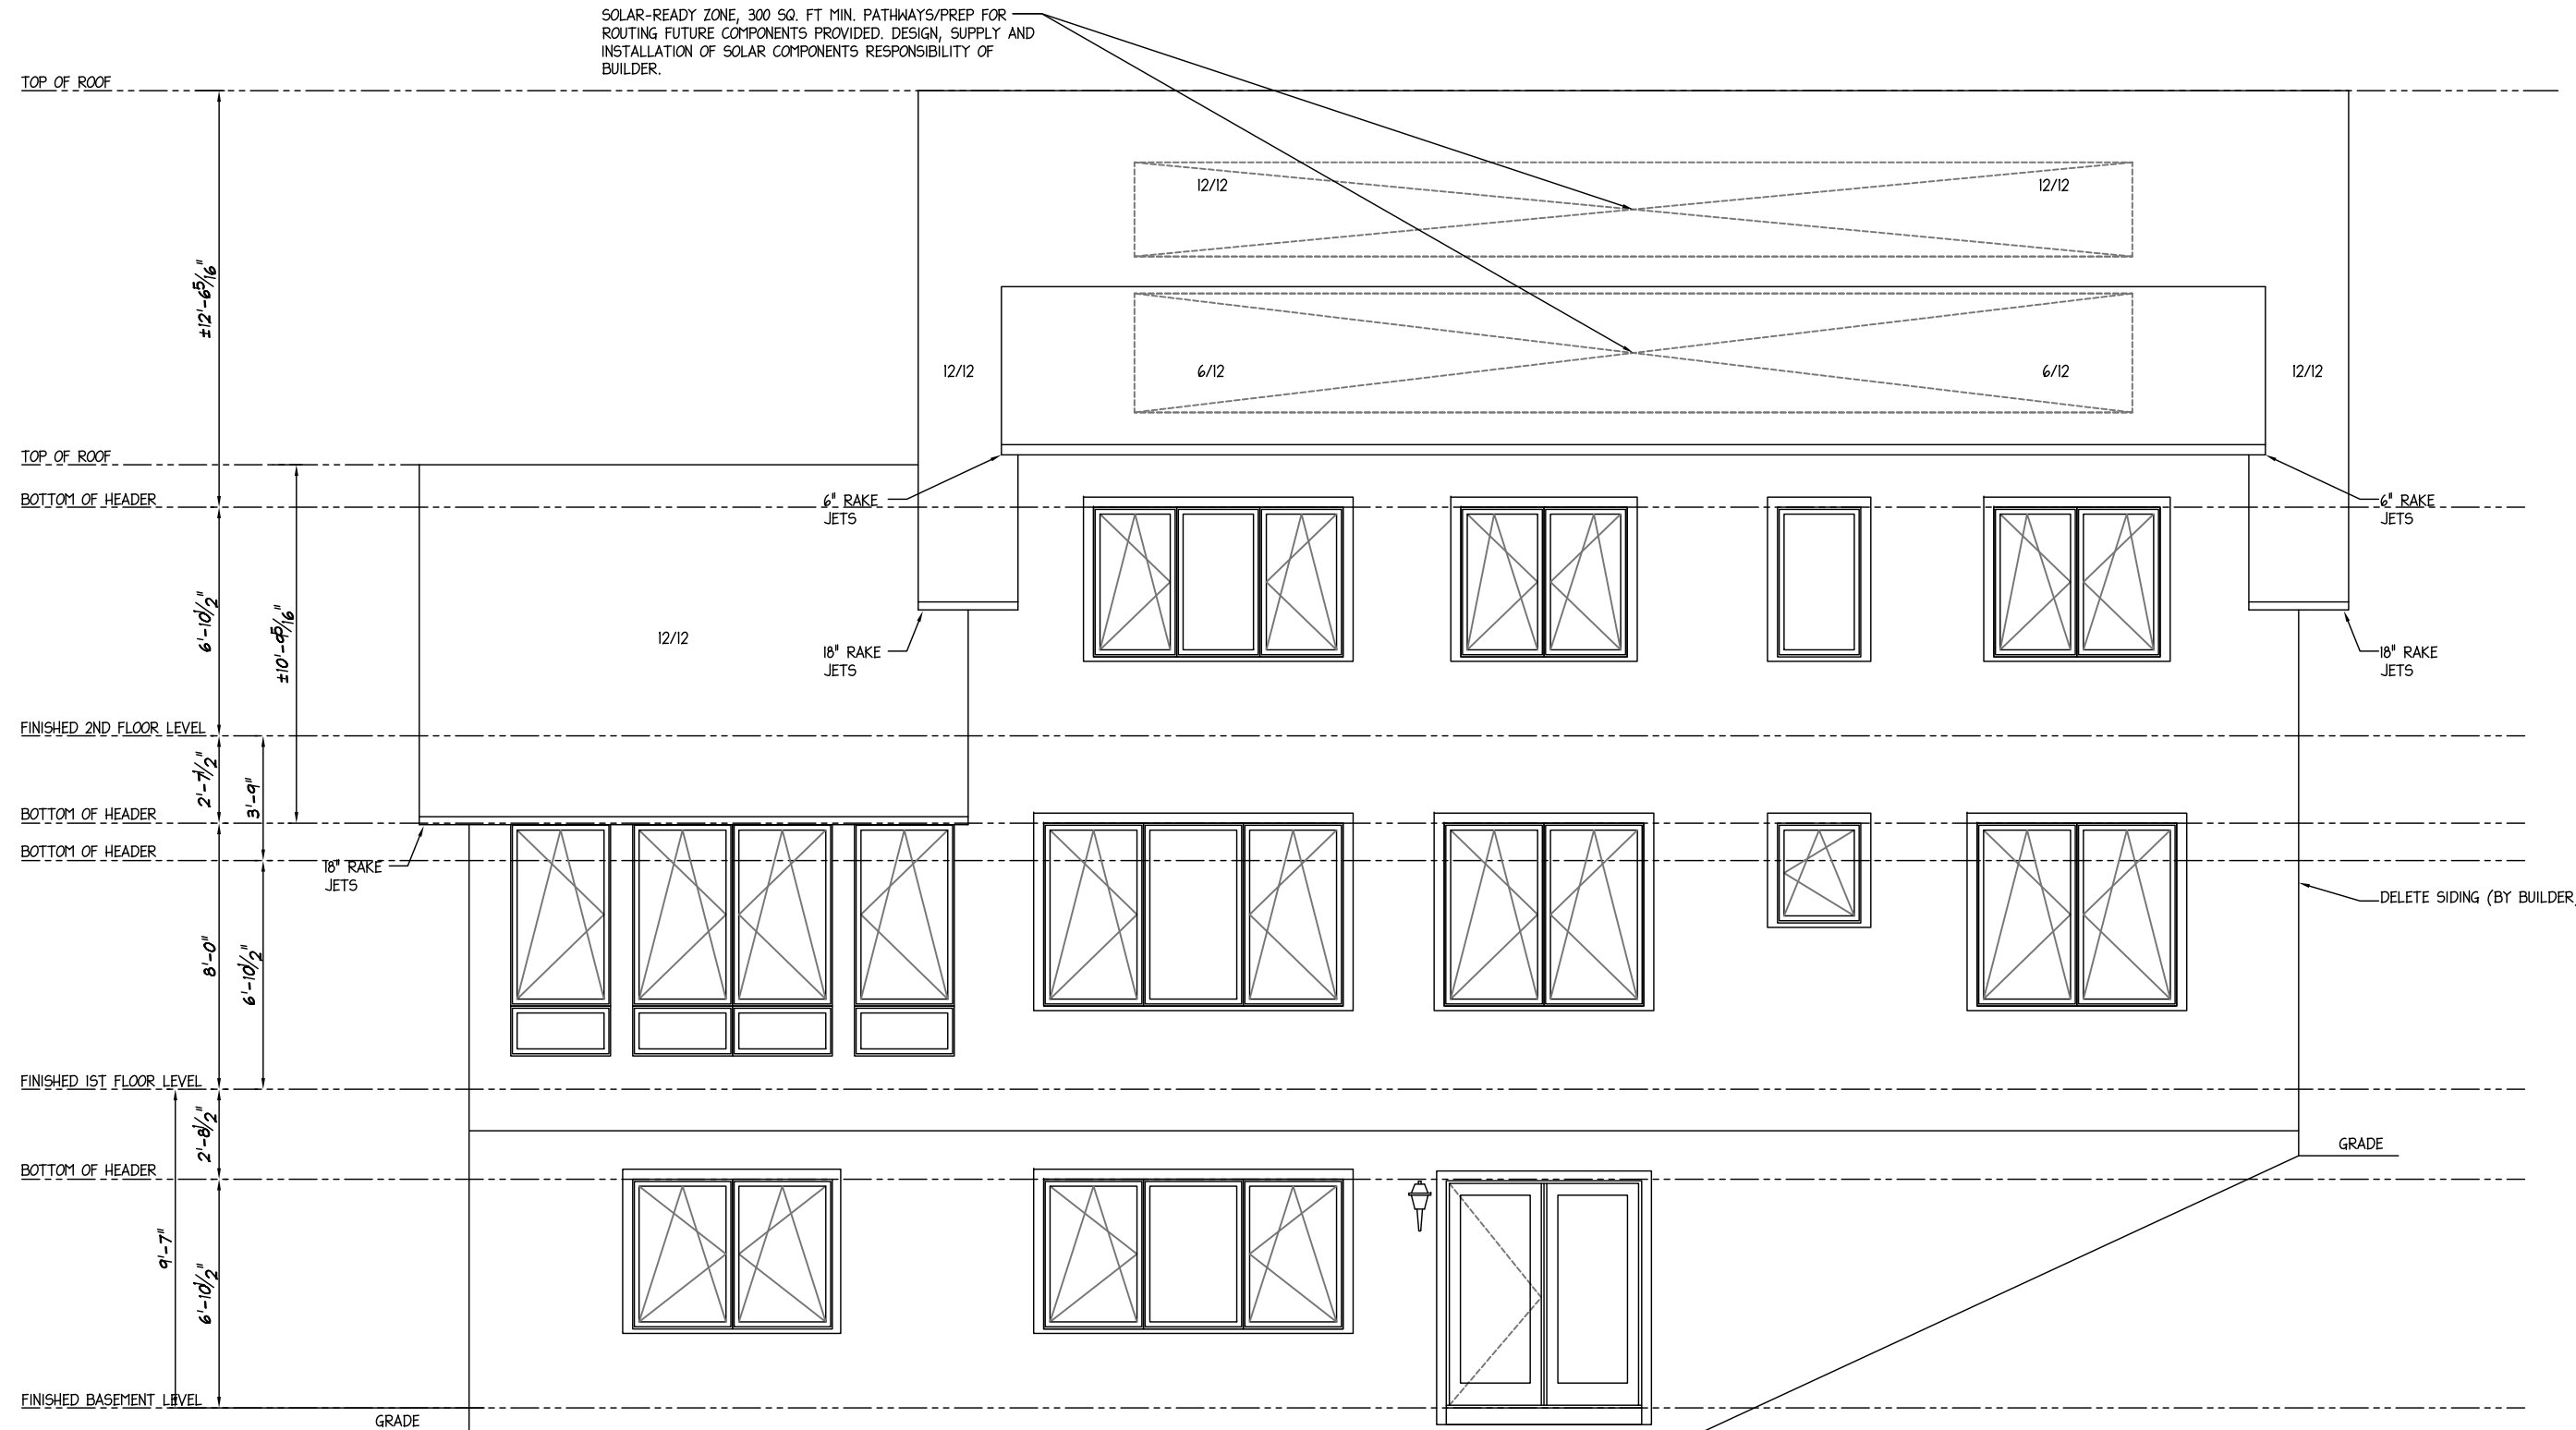 SOLAR-READY ZONE, 300 SQ. FT MIN. PATHWAYS/PREP FOR
ROUTING FUTURE COMPONENTS PROVIDED. DESIGN, SUPPLY AND
INSTALLATION OF SOLAR COMPONENTS RESPONSIBILITY OF
BUILDER.
TOP OF ROOF
12/12
12/12
±12'-6 5/16"
12/12
6/12
6/12
12/12
TOP OF ROOF
BOTTOM OF HEADER
6" RAKE
JETS
6" RAKE
JETS
6'-10 1/2"
±10'-9 5/16"
12/12
18" RAKE
JETS
18" RAKE
JETS
FINISHED 2ND FLOOR LEVEL
2'-7 1/2"
3'-9"
BOTTOM OF HEADER
BOTTOM OF HEADER
18" RAKE
JETS
DELETE SIDING (BY BUILDER)
8'-0"
6'-10 1/2"
FINISHED 1ST FLOOR LEVEL
2'-8 1/2"
GRADE
BOTTOM OF HEADER
9'-7"
6'-10 1/2"
FINISHED BASEMENT LEVEL
GRADE